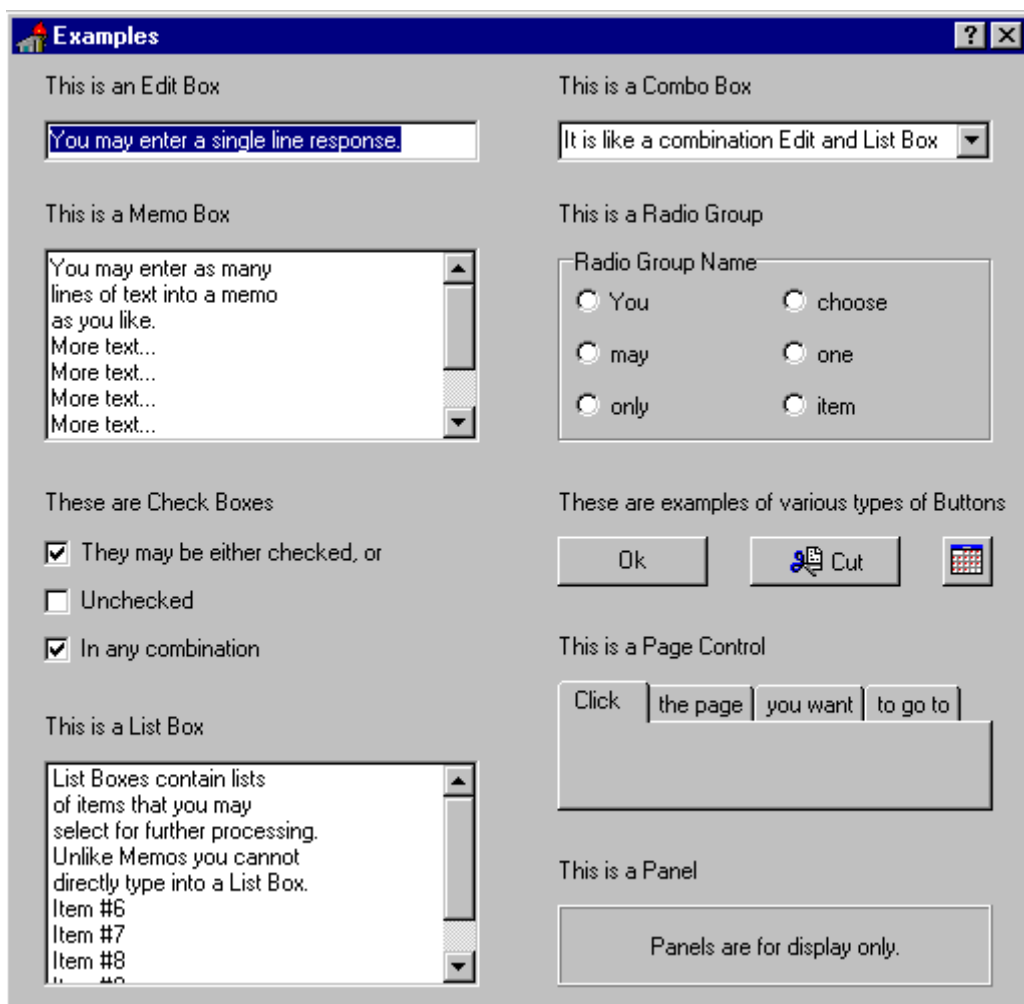 Examples
This is an Edit Box
You may enter a single line response.
This is a Memo Box
You may enter as many
lines of text into a memo
as you like.
More text...
More text...
More text...
More text...
These are Check Boxes
They may be either checked, or
Unchecked
In any combination
This is a List Box
List Boxes contain lists
of items that you may
select for further processing.
Unlike Memos you cannot
directly type into a List Box.
Item #6
Item #7
Item #8
This is a Combo Box
It is like a combination Edit and List Box
This is a Radio Group
Radio Group Name
You
choose
may
one
only
item
These are examples of various types of Buttons
Ok
Cut
This is a Page Control
Click the page you want to go to
This is a Panel
Panels are for display only.